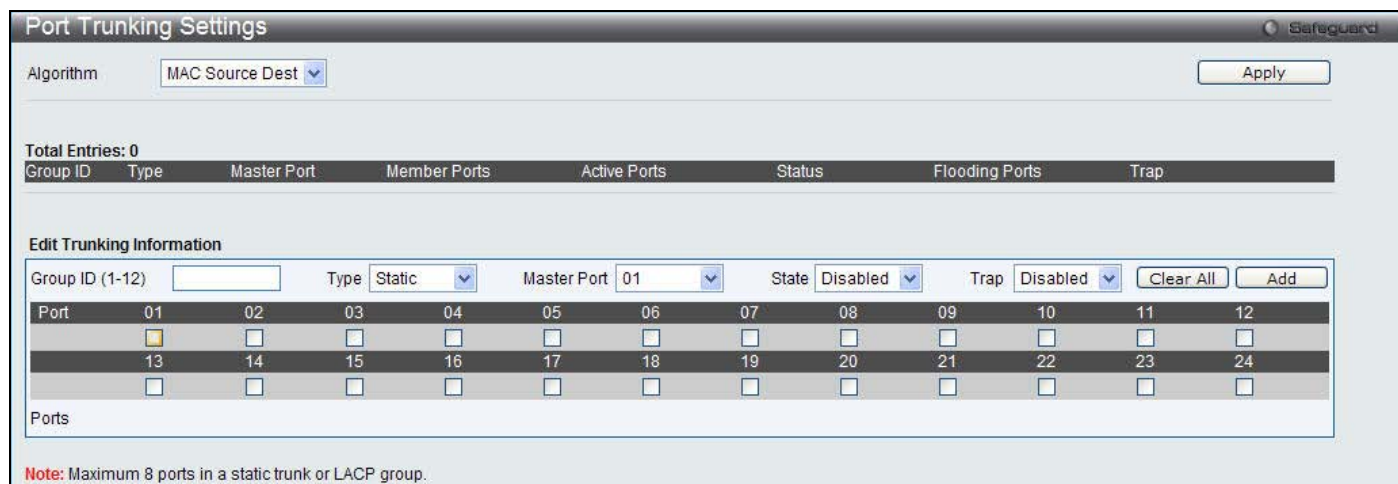 Port Trunking Settings
Safeguard
Algorithm MAC Source Dest Apply
Total Entries: 0
Group ID Type Master Port Member Ports Active Ports Status Flooding Ports Trap
Edit Trunking Information
Group ID (1-12) Type Static Master Port 01 State Disabled Trap Disabled Clear All Add
Port 01 02 03 04 05 06 07 08 09 10 11 12
13 14 15 16 17 18 19 20 21 22 23 24
Ports
Note: Maximum 8 ports in a static trunk or LACP group.